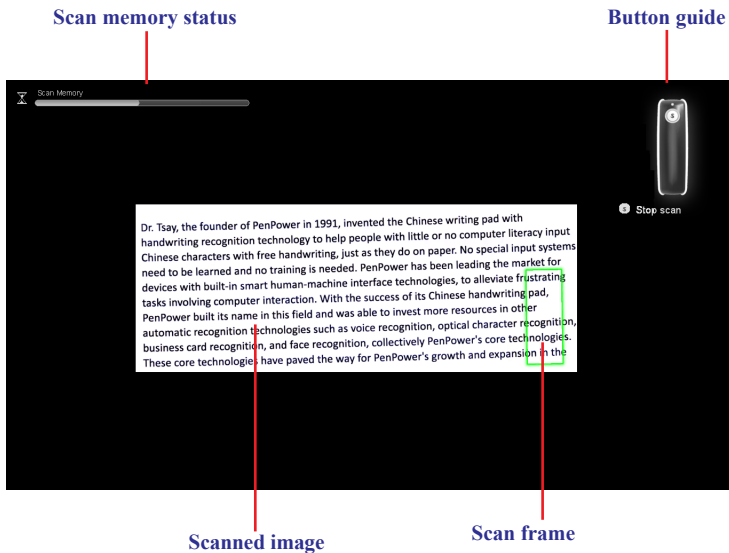 Scan memory status
Button guide
Scan Memory
S
S Stop scan
Dr. Tsay, the founder of PenPower in 1991, invented the Chinese writing pad with
handwriting recognition technology to help people with little or no computer literacy input
Chinese characters with free handwriting, just as they do on paper. No special input systems
need to be learned and no training is needed. PenPower has been leading the market for
devices with built-in smart human-machine interface technologies, to alleviate frustrating
tasks involving computer interaction. With the success of its Chinese handwriting pad,
PenPower built its name in this field and was able to invest more resources in other
automatic recognition technologies such as voice recognition, optical character recognition,
business card recognition, and face recognition, collectively PenPower's core technologies.
These core technologies have paved the way for PenPower's growth and expansion in the
Scanned image
Scan frame